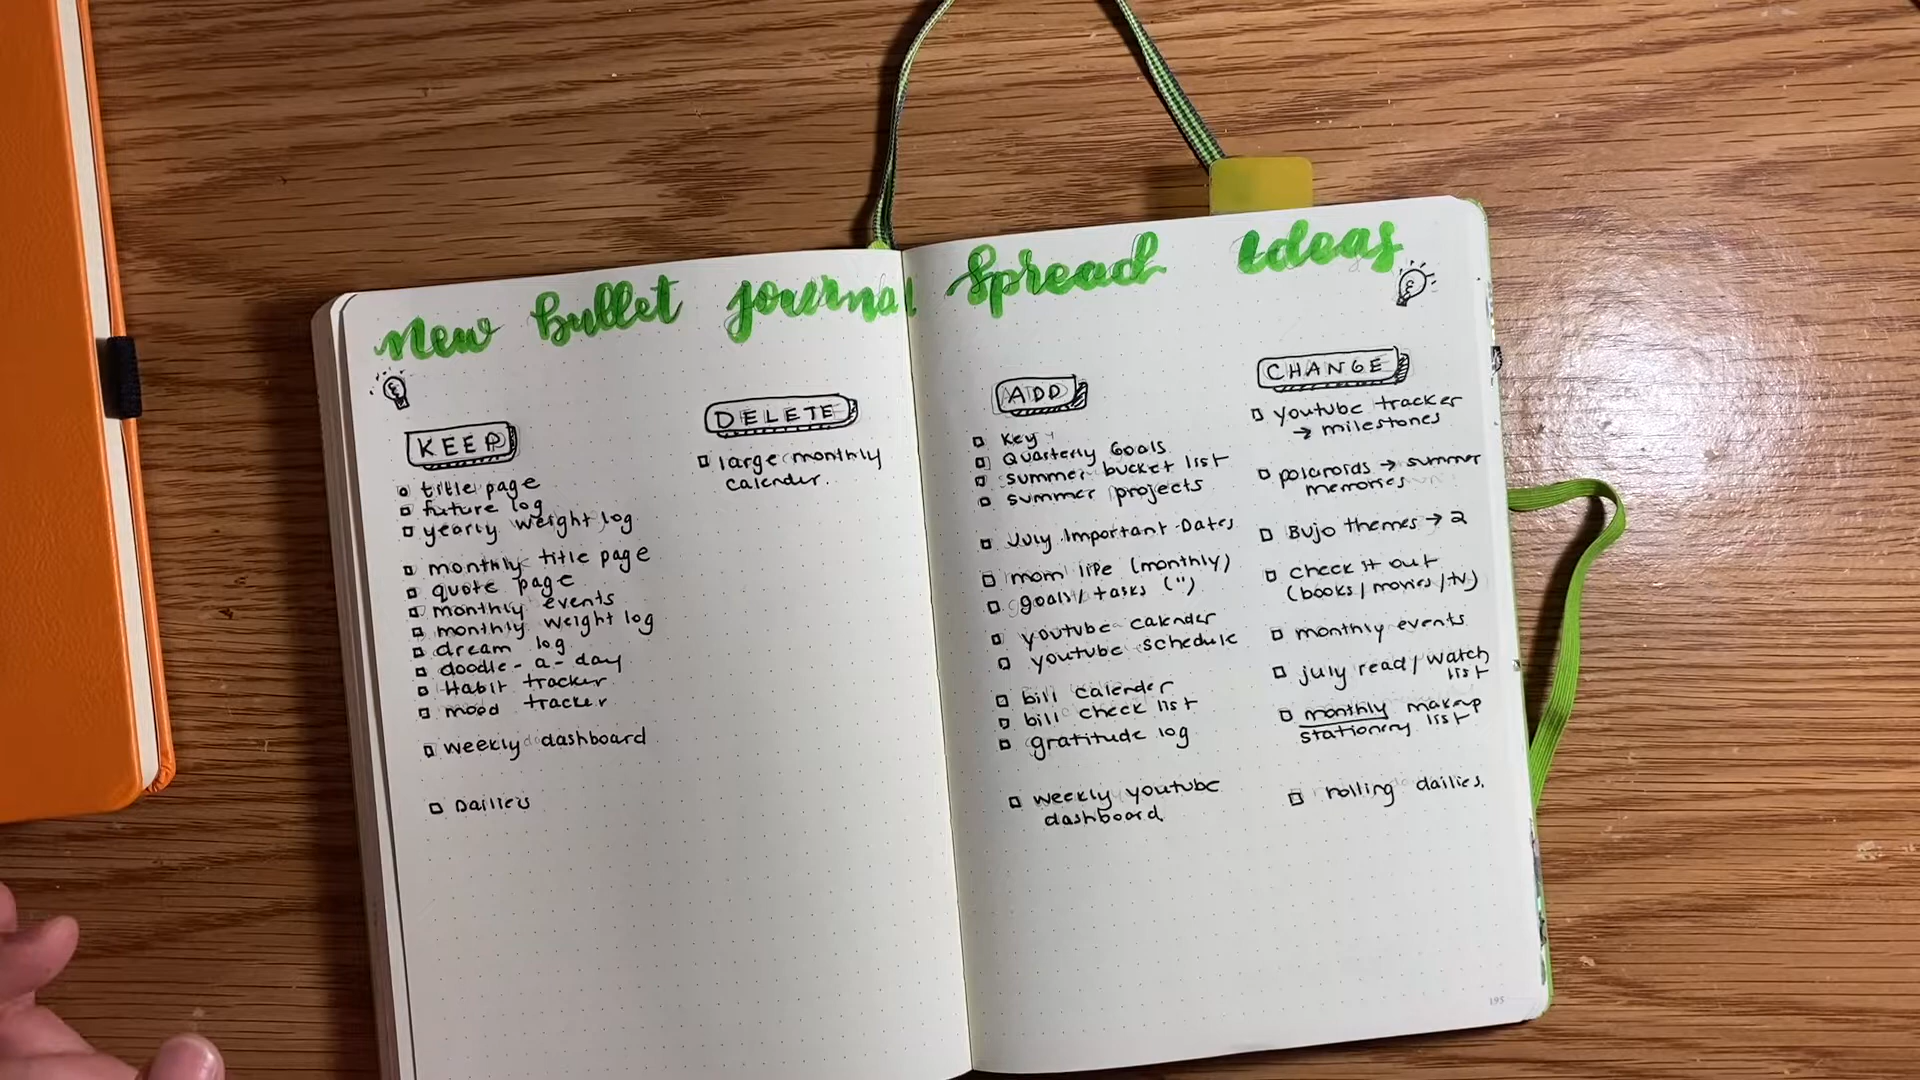 New bullet journal Spread Ideas
KEEP
title page
future log
yearly weight log
monthly title page
quote page
monthly events
monthly weight log
dream log
doodle-a-day
Habit tracker
mood tracker
weekly dashboard
Dailies
DELETE
large monthly
calender.
ADD
Key
Quarterly Goals
summer bucket list
summer projects
July Important Dates
mom life (monthly)
goals/tasks (")
youtube calender
youtube schedule
bill calender
bill check list
gratitude log
weekly youtube
dashboard
CHANGE
youtube tracker
→ milestones
polaroids → summer
memories
Bujo themes → 2
check it out
(books/movies/tv)
monthly events
july read/watch
list
monthly makeup
stationery list
rolling dailies.
195